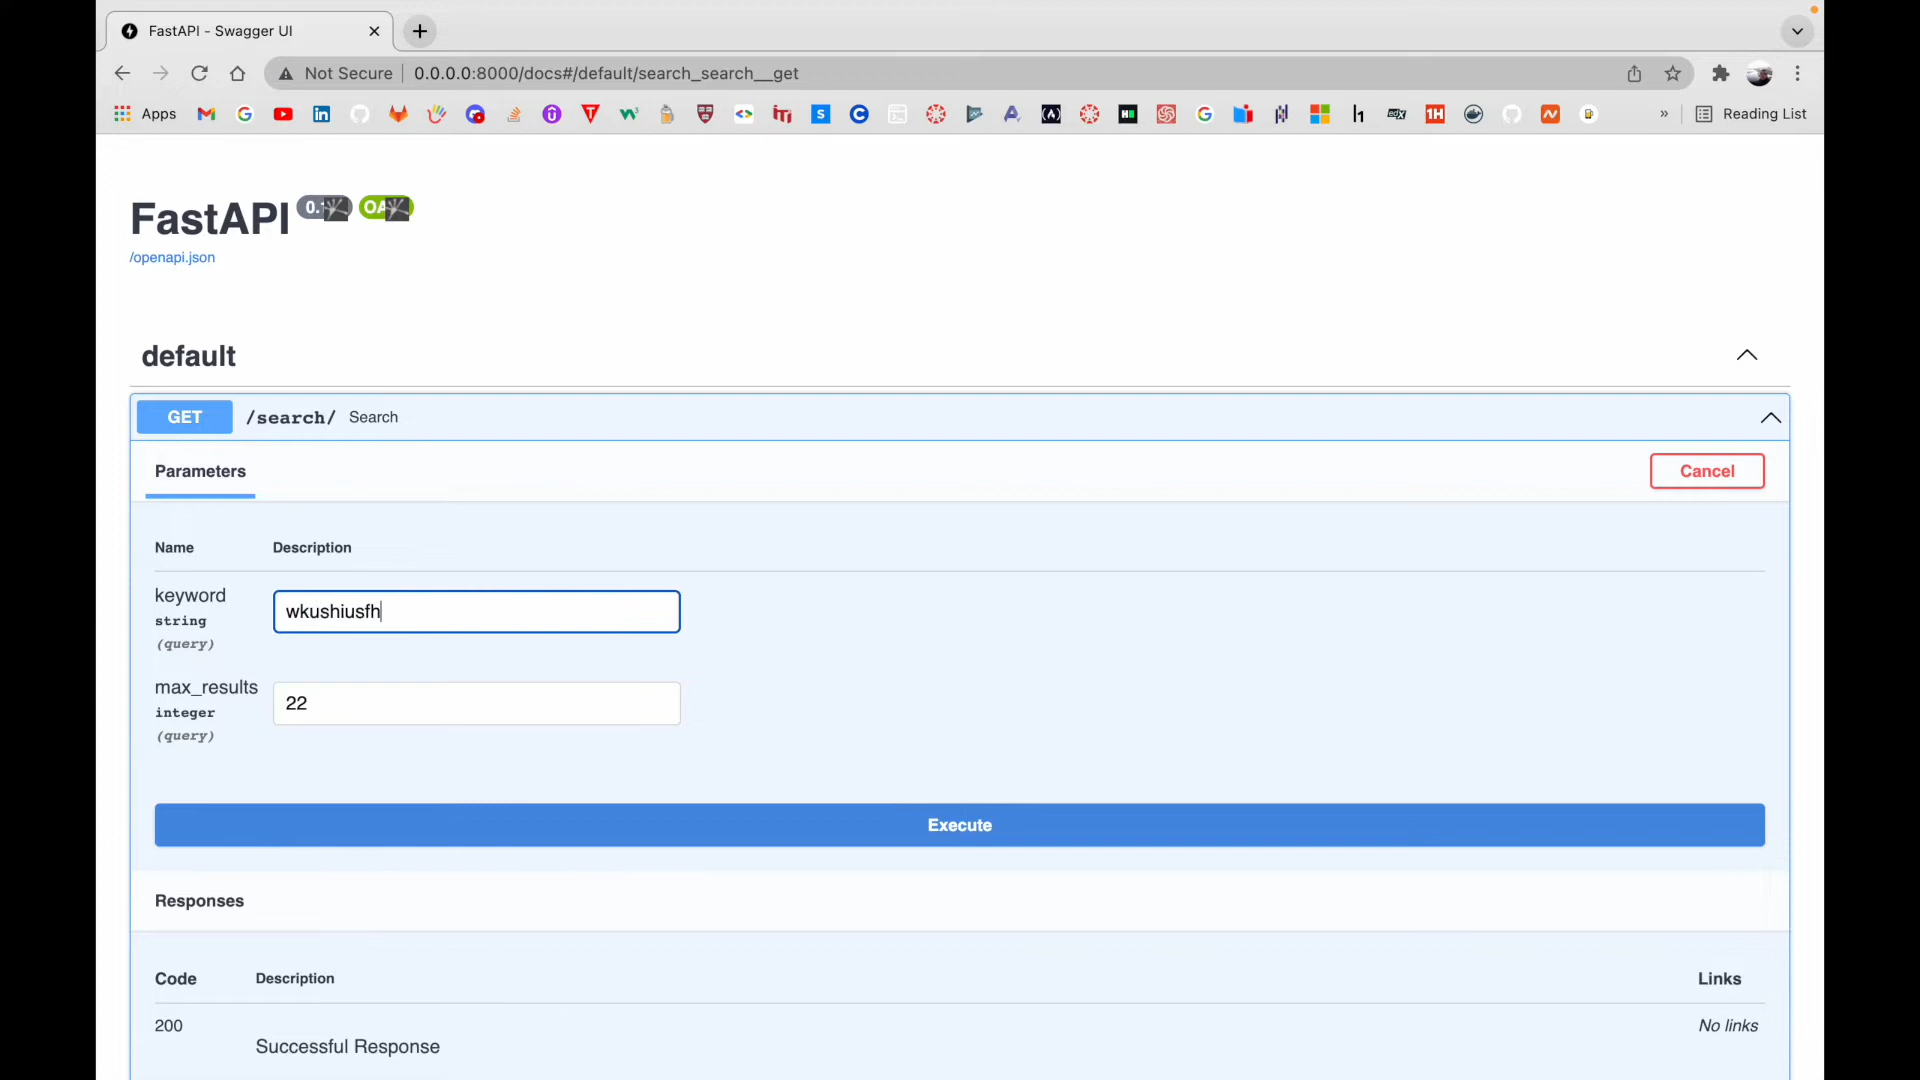 FastAPI - Swagger UI
Not Secure 0.0.0.0:8000/docs#/default/search_search__get
Apps
Reading List
FastAPI
/openapi.json
default
GET /search/ Search
Parameters
Cancel
Name Description
keyword
string
(query)
wkushiusfh
max_results
integer
(query)
22
Execute
Responses
Code Description Links
200 No links
Successful Response